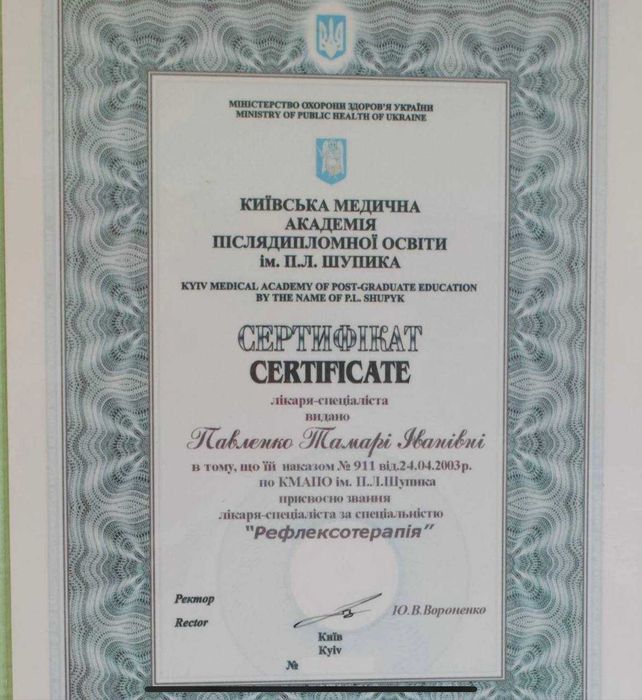 МІНІСТЕРСТВО ОХОРОНИ ЗДОРОВ'Я УКРАЇНИ
MINISTRY OF PUBLIC HEALTH OF UKRAINE
КИЇВСЬКА МЕДИЧНА
АКАДЕМІЯ
ПІСЛЯДИПЛОМНОЇ ОСВІТИ
ім. П.Л. ШУПИКА
KYIV MEDICAL ACADEMY OF POST-GRADUATE EDUCATION
BY THE NAME OF P.L. SHUPYK
СЕРТИФІКАТ
CERTIFICATE
лікаря-спеціаліста
видано
Павленко Тамарі Іванівні
в тому, що їй наказом № 911 від.24.04.2003р.
по КМАПО ім. П.Л.Шупика
присвоєно звання
лікаря-спеціаліста за спеціальністю
"Рефлексотерапія"
Ректор
Rector
Ю.В.Вороненко
Київ
Kyiv
№